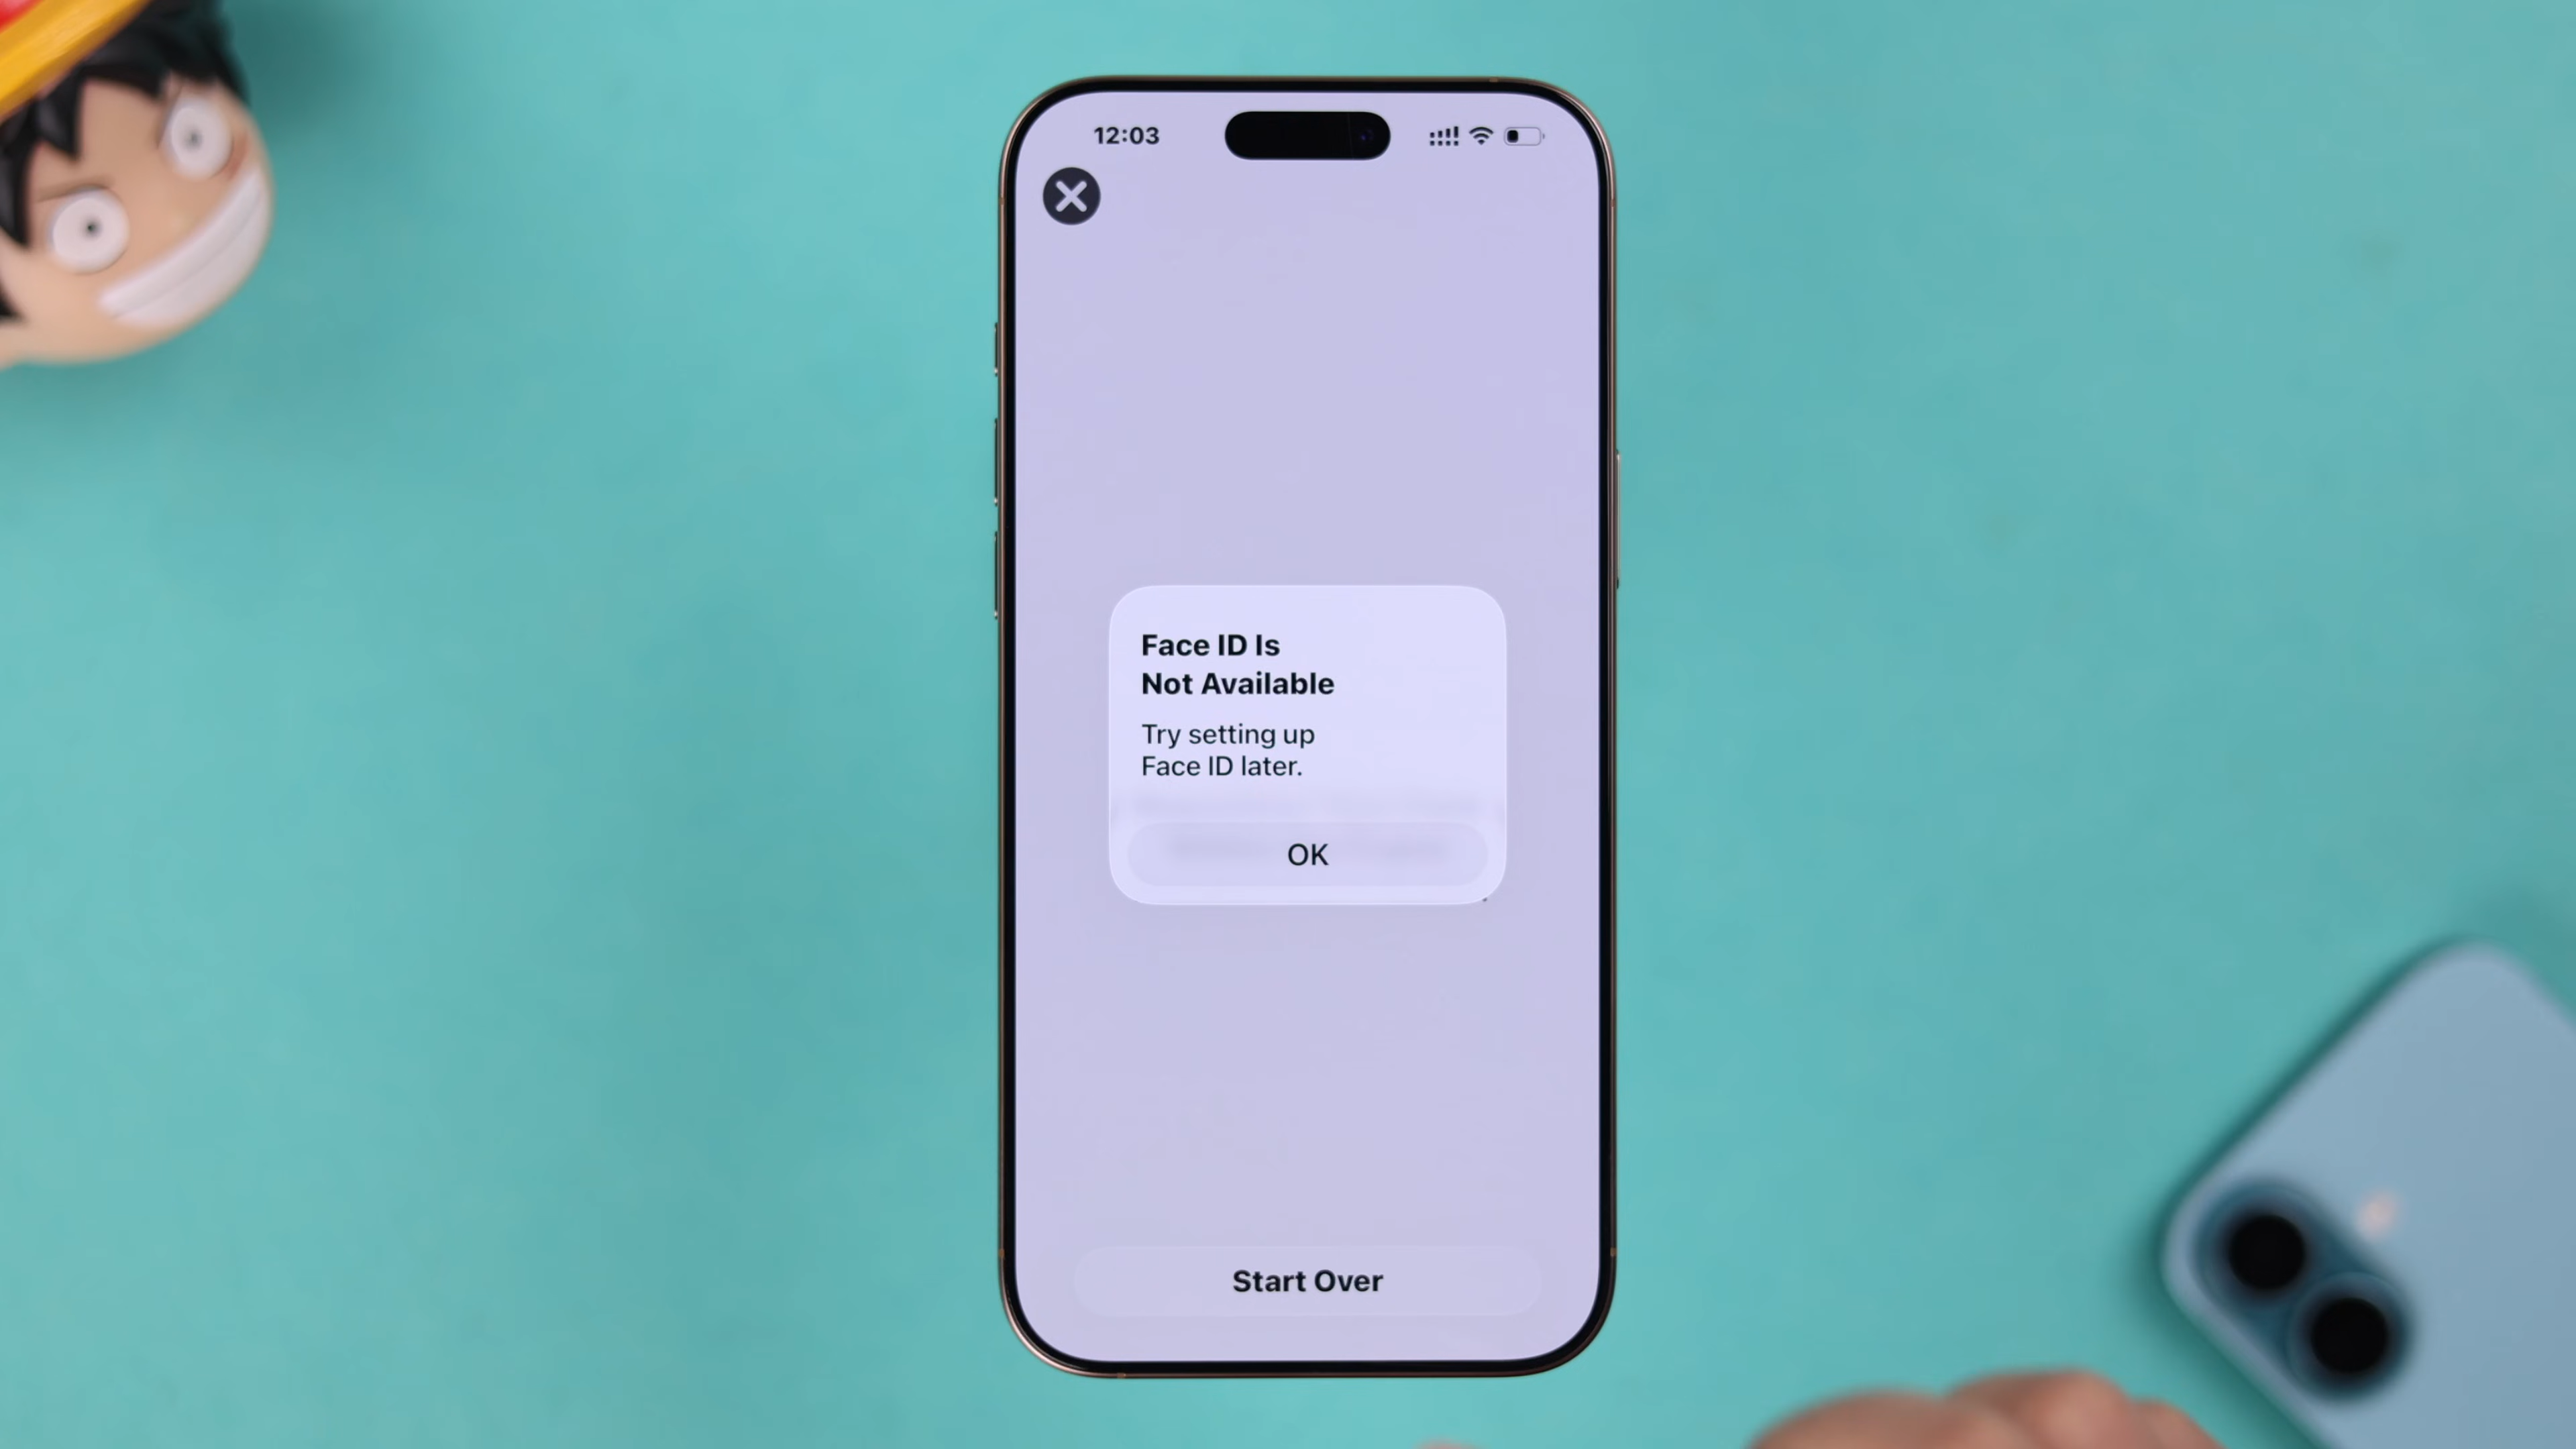 12:03
Face ID Is
Not Available
Try setting up
Face ID later.
OK
Start Over